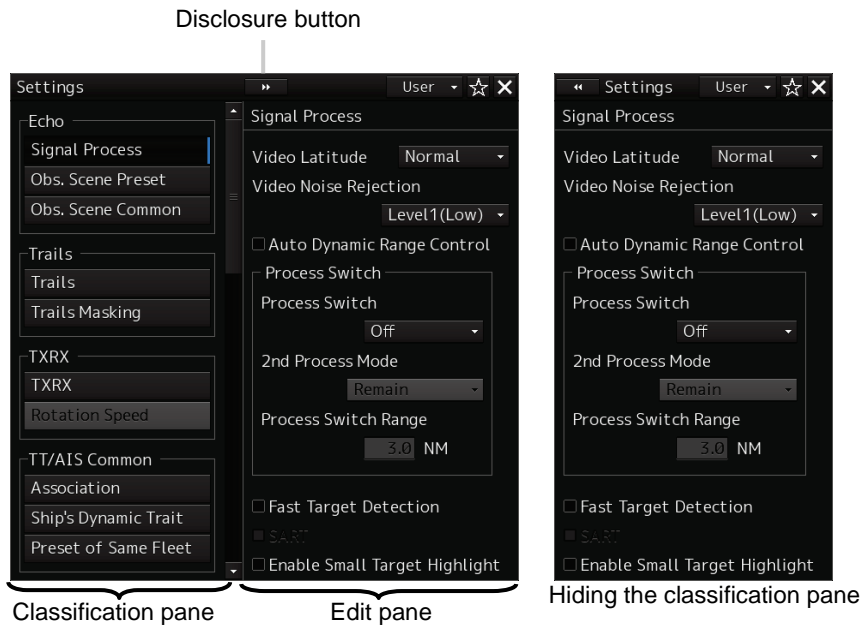 Disclosure button
Settings
User
Echo
Signal Process
Obs. Scene Preset
Obs. Scene Common
Trails
Trails
Trails Masking
TXRX
TXRX
Rotation Speed
TT/AIS Common
Association
Ship's Dynamic Trait
Preset of Same Fleet
Signal Process
Video Latitude Normal
Video Noise Rejection
Level1(Low)
Auto Dynamic Range Control
Process Switch
Process Switch
Off
2nd Process Mode
Remain
Process Switch Range
3.0 NM
Fast Target Detection
SART
Enable Small Target Highlight
Settings User
Signal Process
Video Latitude Normal
Video Noise Rejection
Level1(Low)
Auto Dynamic Range Control
Process Switch
Process Switch
Off
2nd Process Mode
Remain
Process Switch Range
3.0 NM
Fast Target Detection
SART
Enable Small Target Highlight
Classification pane
Edit pane
Hiding the classification pane